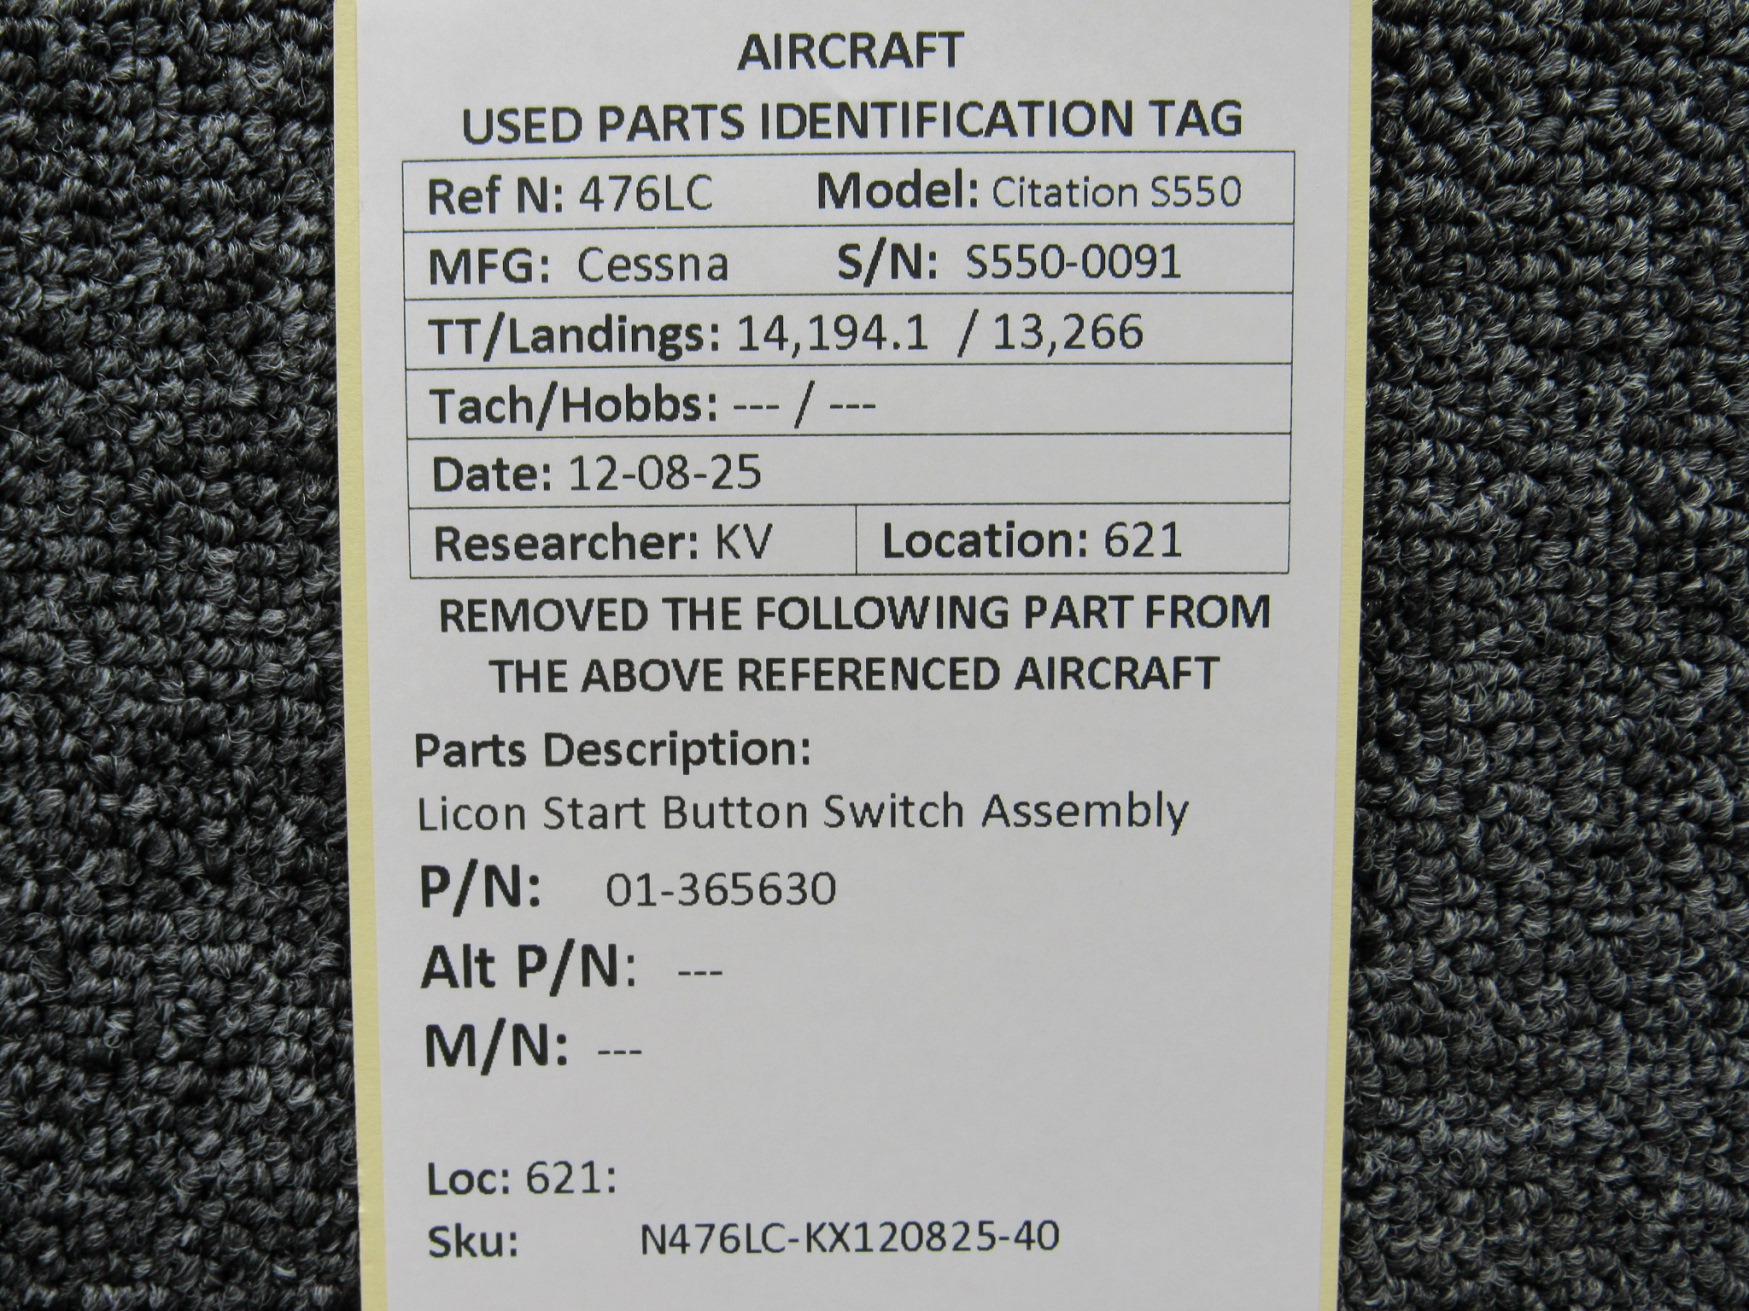 AIRCRAFT
USED PARTS IDENTIFICATION TAG
Ref N: 476LC Model: Citation S550
MFG: Cessna S/N: S550-0091
TT/Landings: 14,194.1 / 13,266
Tach/Hobbs: --- / ---
Date: 12-08-25
Researcher: KV Location: 621
REMOVED THE FOLLOWING PART FROM
THE ABOVE REFERENCED AIRCRAFT
Parts Description:
Licon Start Button Switch Assembly
P/N: 01-365630
Alt P/N: ---
M/N: ---
Loc: 621:
Sku: N476LC-KX120825-40